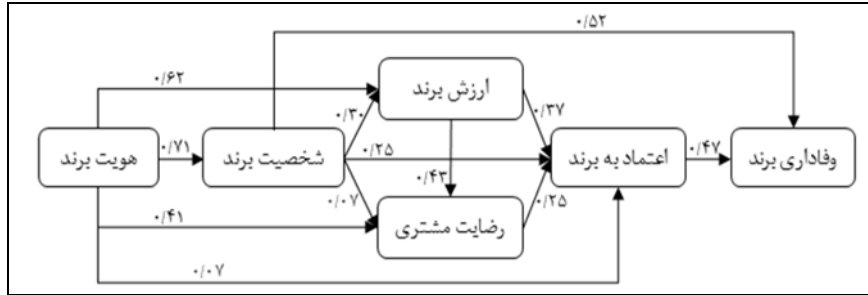 ۰/۵۲
۰/۶۲
ارزش برند
۰/۳۰
۰/۳۷
هویت برند
۰/۷۱
شخصیت برند
۰/۲۵
اعتماد به برند
۰/۴۷
وفاداری برند
۰/۴۳
۰/۰۷
۰/۲۵
۰/۴۱
رضایت مشتری
۰/۰۷